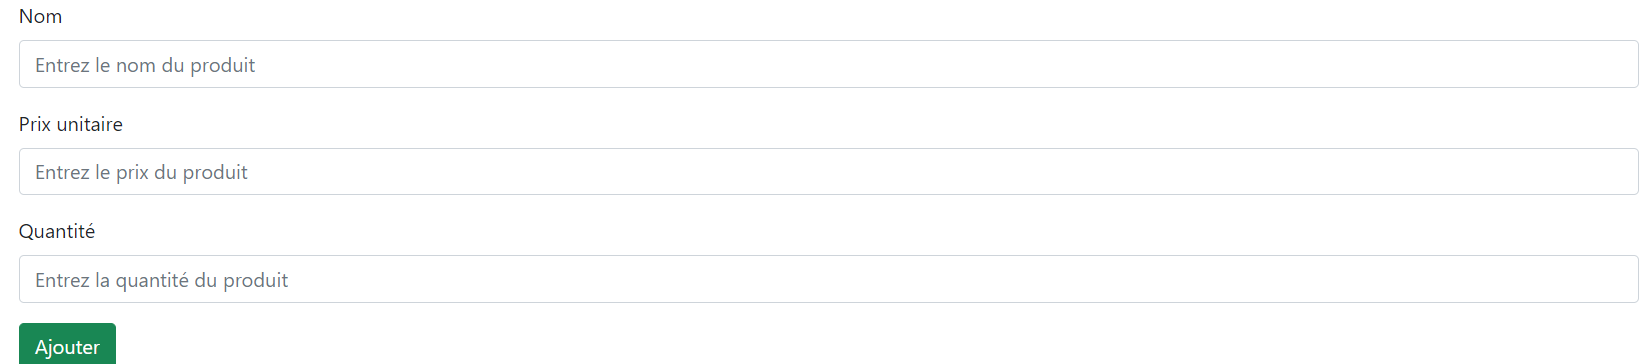 Nom
Entrez le nom du produit
Prix unitaire
Entrez le prix du produit
Quantité
Entrez la quantité du produit
Ajouter